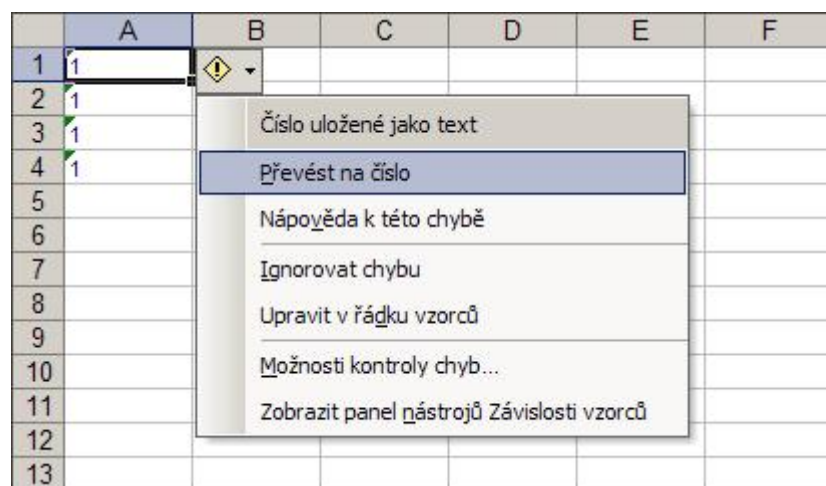 A B C D E F
1 1
2 1
3 1
4 1
5
6
7
8
9
10
11
12
13
Číslo uložené jako text
Převést na číslo
Nápověda k této chybě
Ignorovat chybu
Upravit v řádku vzorců
Možnosti kontroly chyb...
Zobrazit panel nástrojů Závislosti vzorců